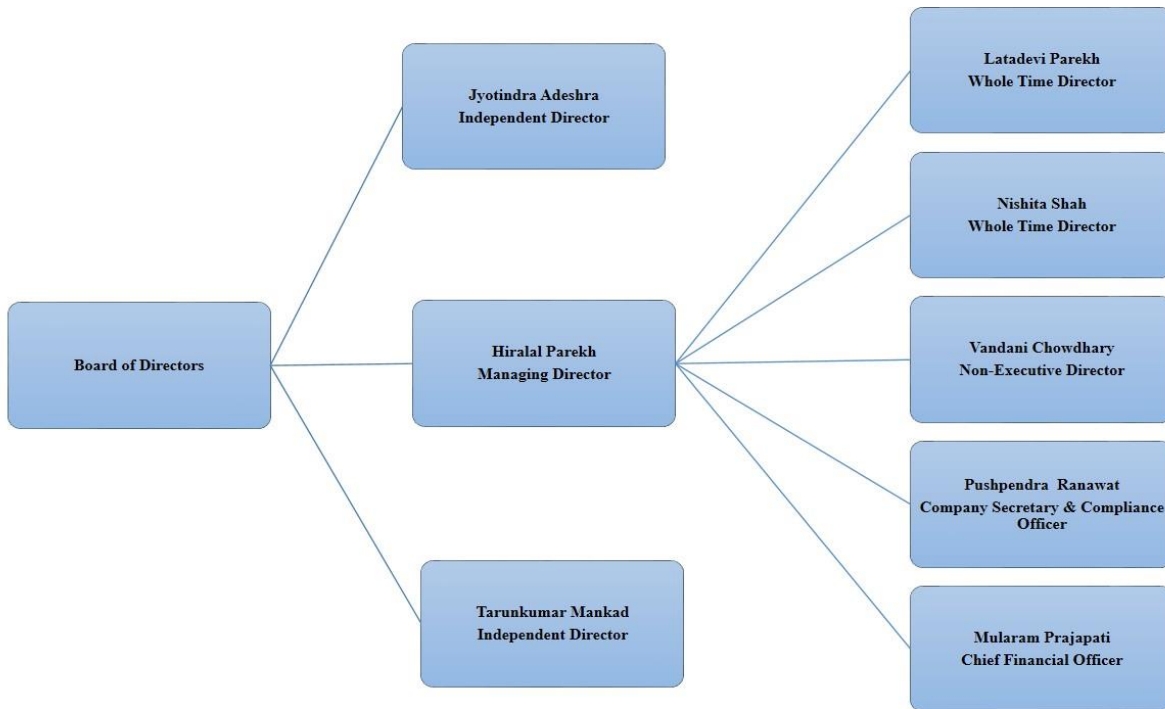 Board of Directors
Jyotindra Adeshra
Independent Director
Hiralal Parekh
Managing Director
Tarunkumar Mankad
Independent Director
Latadevi Parekh
Whole Time Director
Nishita Shah
Whole Time Director
Vandani Chowdhary
Non-Executive Director
Pushpendra  Ranawat
Company Secretary & Compliance
Officer
Mularam Prajapati
Chief Financial Officer